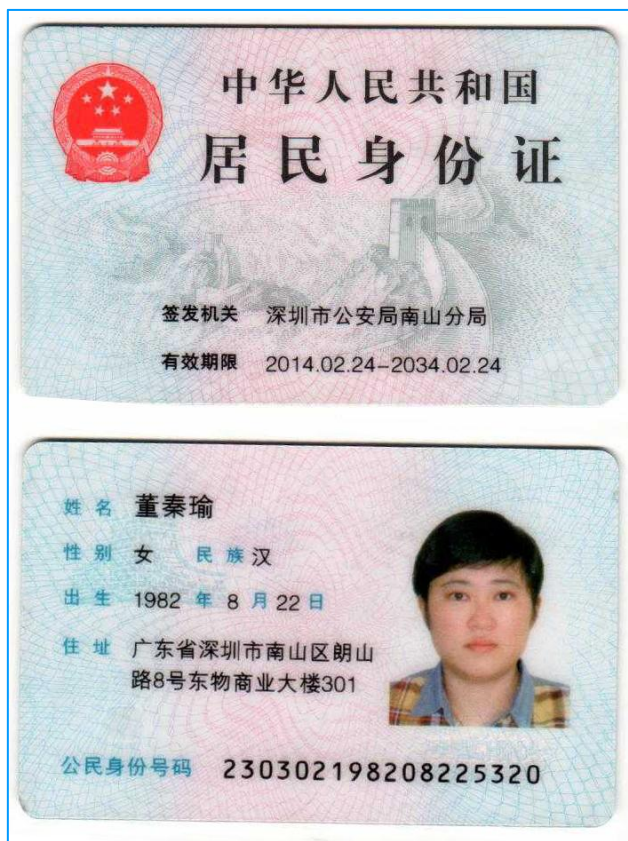 中华人民共和国
居民身份证
签发机关 深圳市公安局南山分局
有效期限 2014.02.24-2034.02.24
姓名 董秦瑜
性别 女 民族 汉
出生 1982 年 8 月 22 日
住址 广东省深圳市南山区朗山
路8号东物商业大楼301
公民身份号码 230302198208225320